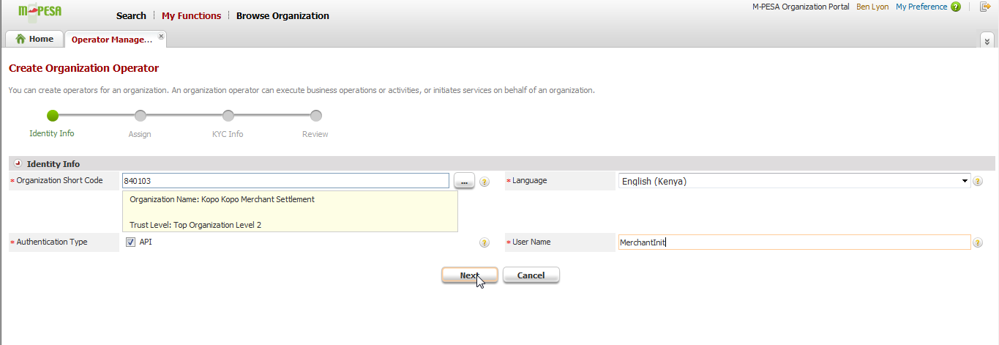 M-PESA
Search My Functions Browse Organization
M-PESA Organization Portal Ben Lyon My Preference ?
Home Operator Manage...
Create Organization Operator
You can create operators for an organization. An organization operator can execute business operations or activities, or initiates services on behalf of an organization.
Identity Info Assign KYC Info Review
Identity Info
* Organization Short Code 840103 ... ? * Language English (Kenya) ?
Organization Name: Kopo Kopo Merchant Settlement
Trust Level: Top Organization Level 2
* Authentication Type API ? * User Name MerchantInit ?
Next Cancel